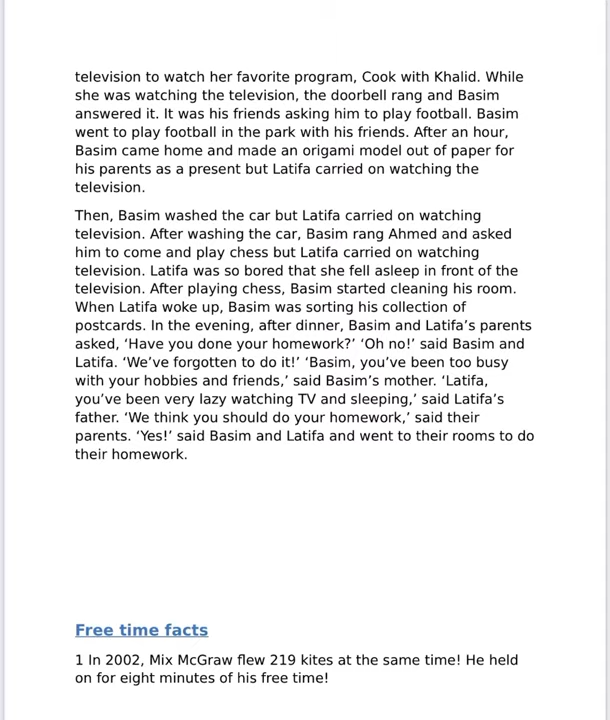 television to watch her favorite program, Cook with Khalid. While
she was watching the television, the doorbell rang and Basim
answered it. It was his friends asking him to play football. Basim
went to play football in the park with his friends. After an hour,
Basim came home and made an origami model out of paper for
his parents as a present but Latifa carried on watching the
television.
Then, Basim washed the car but Latifa carried on watching
television. After washing the car, Basim rang Ahmed and asked
him to come and play chess but Latifa carried on watching
television. Latifa was so bored that she fell asleep in front of the
television. After playing chess, Basim started cleaning his room.
When Latifa woke up, Basim was sorting his collection of
postcards. In the evening, after dinner, Basim and Latifa’s parents
asked, ‘Have you done your homework?’ ‘Oh no!’ said Basim and
Latifa. ‘We’ve forgotten to do it!’ ‘Basim, you’ve been too busy
with your hobbies and friends,’ said Basim’s mother. ‘Latifa,
you’ve been very lazy watching TV and sleeping,’ said Latifa’s
father. ‘We think you should do your homework,’ said their
parents. ‘Yes!’ said Basim and Latifa and went to their rooms to do
their homework.
Free time facts
1 In 2002, Mix McGraw flew 219 kites at the same time! He held
on for eight minutes of his free time!